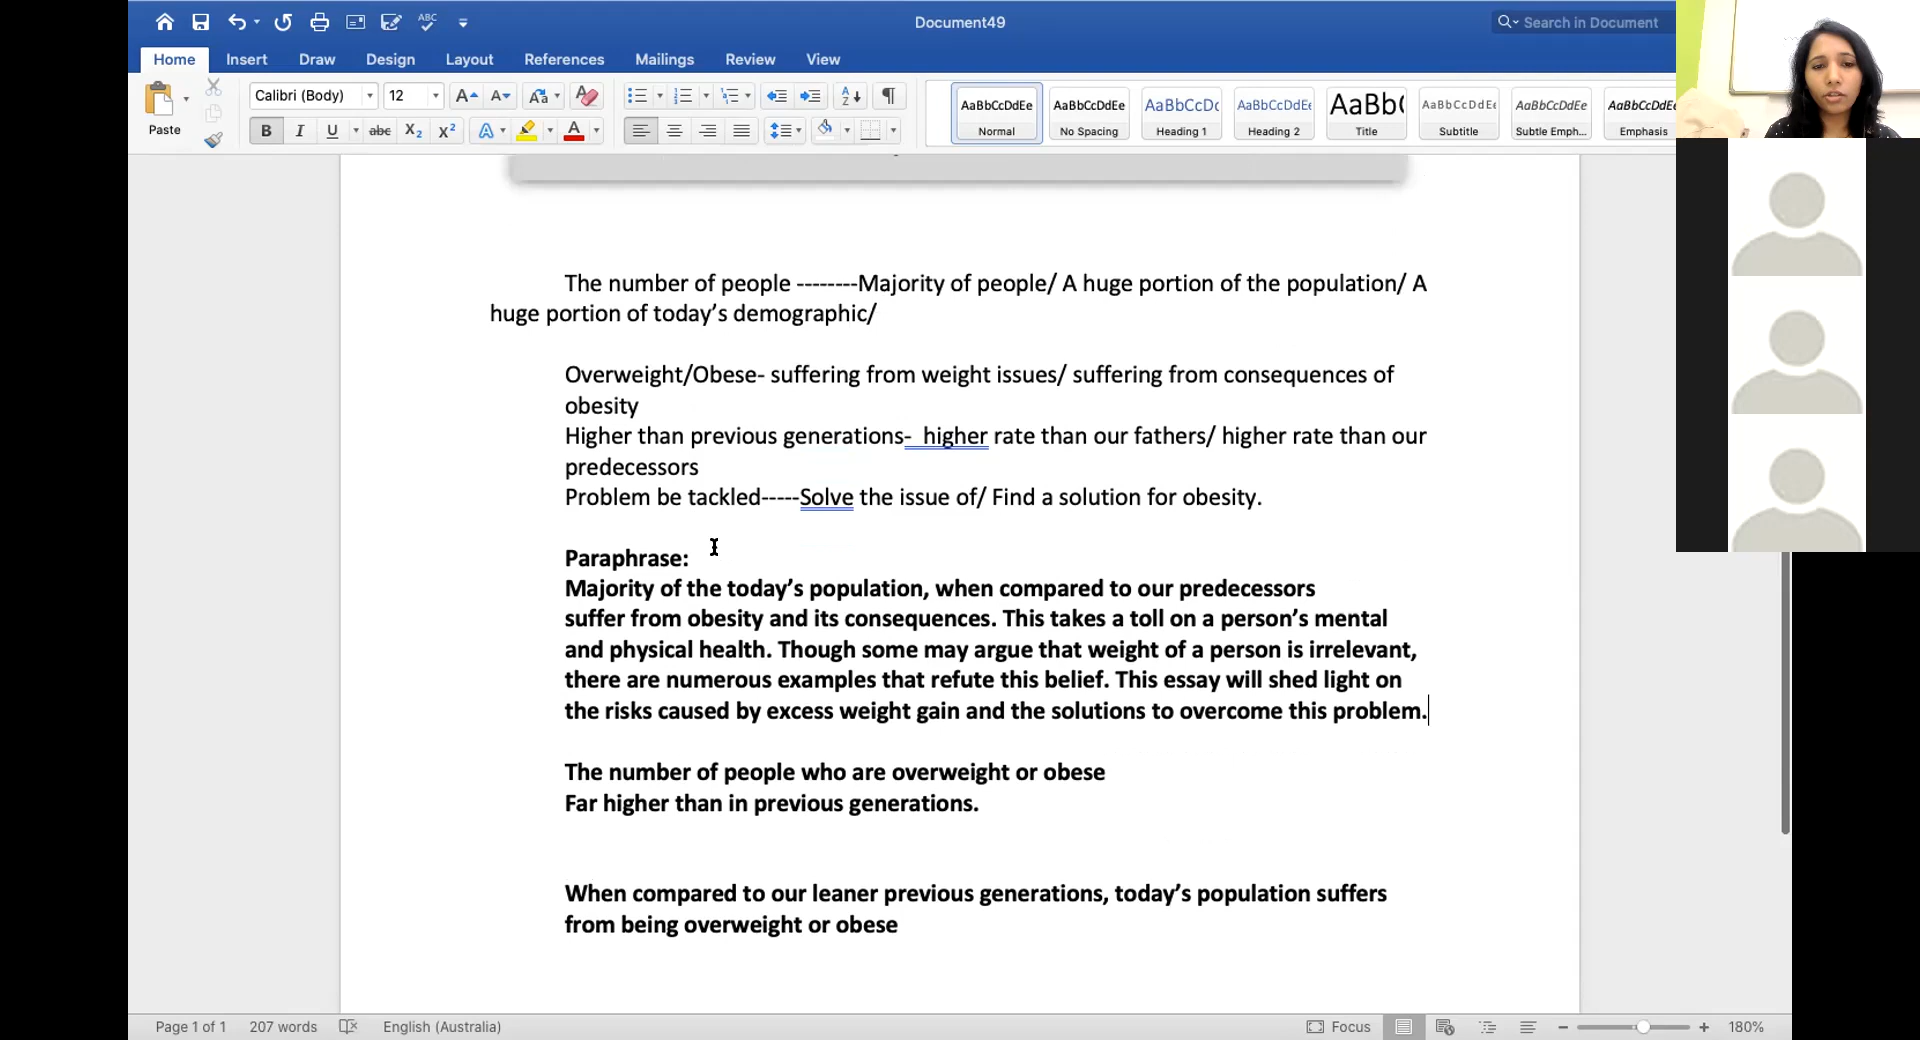 ABC
Document49
Search in Document
Home Insert Draw Design Layout References Mailings Review View
Paste
Calibri (Body) 12
B I U abc X2 X2 A A
AaBbCcDdEe AaBbCcDdEe AaBbCcDc AaBbCcDdEe AaBb( AaBbCcDdEe AaBbCcDdEe AaBbCcDdEe
Normal No Spacing Heading 1 Heading 2 Title Subtitle Subtle Emph... Emphasis
The number of people --------Majority of people/ A huge portion of the population/ A
huge portion of today’s demographic/
Overweight/Obese- suffering from weight issues/ suffering from consequences of
obesity
Higher than previous generations-  higher rate than our fathers/ higher rate than our
predecessors
Problem be tackled-----Solve the issue of/ Find a solution for obesity.
Paraphrase:
Majority of the today’s population, when compared to our predecessors
suffer from obesity and its consequences. This takes a toll on a person’s mental
and physical health. Though some may argue that weight of a person is irrelevant,
there are numerous examples that refute this belief. This essay will shed light on
the risks caused by excess weight gain and the solutions to overcome this problem.
The number of people who are overweight or obese
Far higher than in previous generations.
When compared to our leaner previous generations, today’s population suffers
from being overweight or obese
Page 1 of 1 207 words English (Australia) Focus 180%